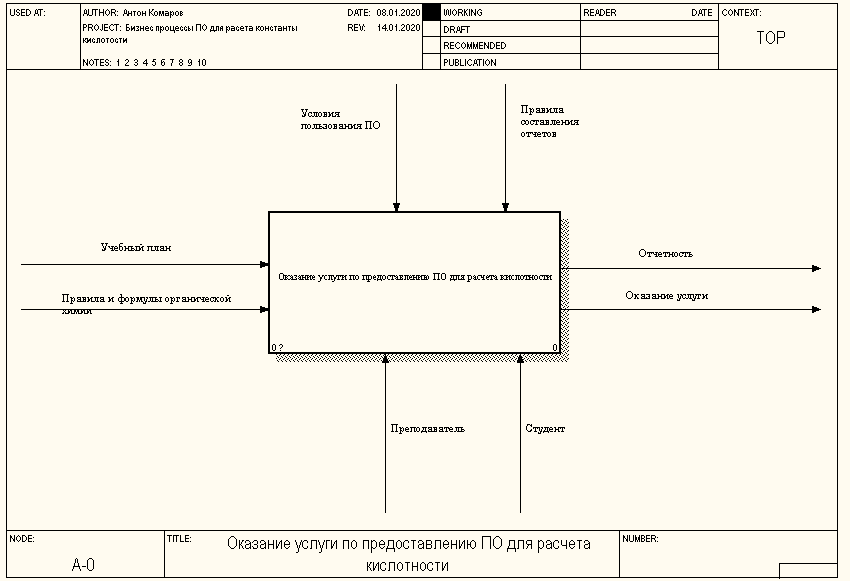 USED AT:
AUTHOR: Антон Комаров
DATE: 08.01.2020
WORKING
READER
DATE
CONTEXT:
PROJECT: Бизнес процессы ПО для расета константы
кислотости
REV: 14.01.2020
DRAFT
RECOMMENDED
TOP
NOTES: 1 2 3 4 5 6 7 8 9 10
PUBLICATION
Условия
пользования ПО
Правила
составления
отчетов
Учебный план
Правила и формулы органической
химии
Оказание услуги по предоставлению ПО для расчета кислотности
0 ?
0
Отчетность
Оказание услуги
Преподаватель
Студент
NODE:
A-0
TITLE:
Оказание услуги по предоставлению ПО для расчета
кислотности
NUMBER: